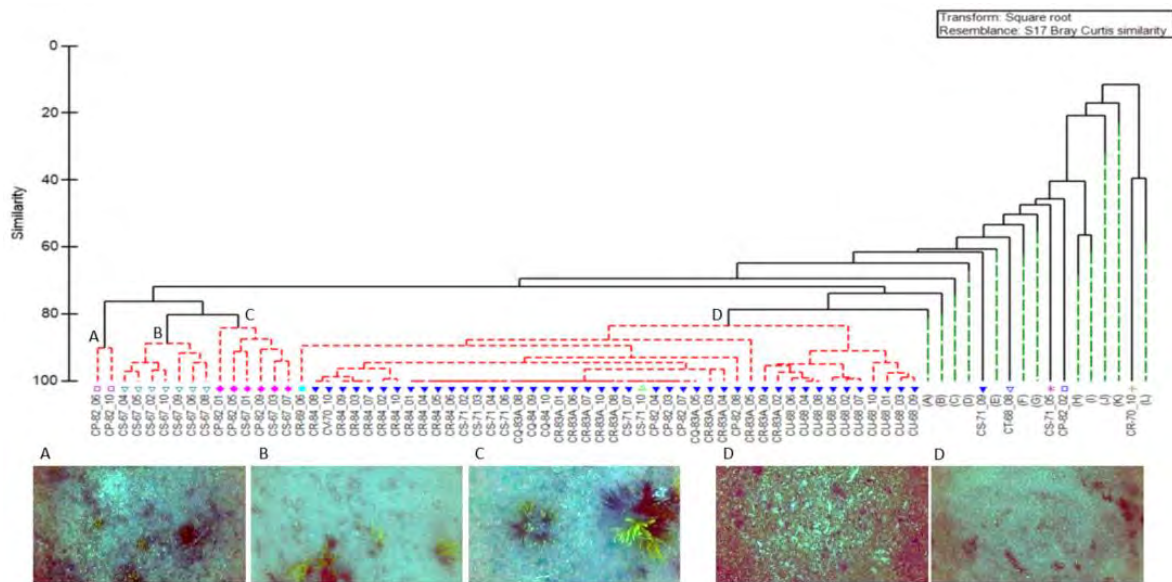 Transform: Square root
Resemblance: S17 Bray Curtis similarity
Similarity
0
20
40
60
80
100
A
B
C
D
CP-82_06
CP-82_10
CS-67_04
CS-67_05
CS-67_02
CS-67_10
CS-67_09
CS-67_06
CS-67_08
CP-82_01
CP-82_05
CS-67_01
CP-82_09
CS-67_03
CS-67_07
CR-69_06
CR-84_08
CV-70_10
CR-84_03
CR-84_07
CR-84_02
CR-84_04
CR-84_10
CR-84_09
CR-84_01
CR-84_05
CR-84_06
CS-71_02
CS-71_03
CS-71_04
CS-71_06
CQ-83A_08
CQ-84_09
CQ-84_10
CR-83A_01
CR-83A_06
CR-83A_07
CR-83A_08
CS-71_07
CS-71_10
CP-82_04
CP-82_03
CP-82_07
CQ-83A_05
CR-83A_03
CR-83A_04
CP-82_08
CR-83A_05
CR-83A_09
CR-83A_02
CU-68_06
CU-68_04
CU-68_05
CU-68_07
CU-68_08
CU-68_02
CU-68_10
CU-68_01
CU-68_03
CU-68_09
(A)
(B)
(C)
(D)
CS-71_09
(E)
CT-68_08
(F)
(G)
CS-71_05
CP-82_02
(H)
(I)
(J)
(K)
CR-70_10
(L)
A
B
C
D
D